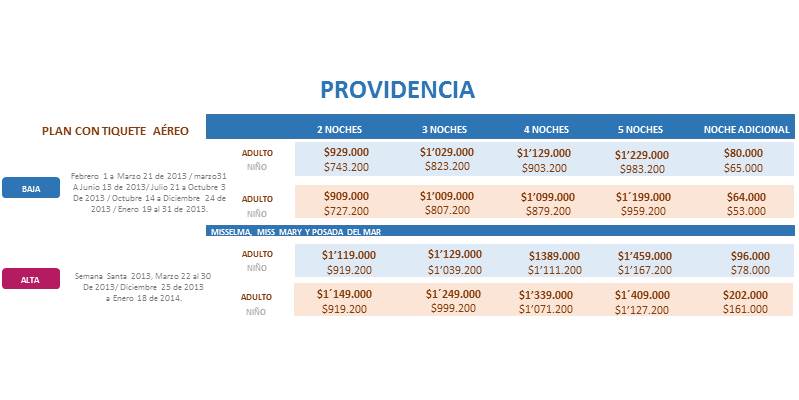 PROVIDENCIA
PLAN CON TIQUETE AÉREO
2 NOCHES 3 NOCHES 4 NOCHES 5 NOCHES NOCHE ADICIONAL
BAJA
Febrero 1 a Marzo 21 de 2013 / marzo31
A Junio 13 de 2013/ Julio 21 a Octubre 3
De 2013 / Octubre 14 a Diciembre 24 de
2013 / Enero 19 al 31 de 2013.
ADULTO $929.000 $1'029.000 $1'129.000 $1'229.000 $80.000
NIÑO $743.200 $823.200 $903.200 $983.200 $65.000
ADULTO $909.000 $1'009.000 $1'099.000 $1´199.000 $64.000
NIÑO $727.200 $807.200 $879.200 $959.200 $53.000
MISSELMA, MISS MARY Y POSADA DEL MAR
ALTA
Semana Santa 2013, Marzo 22 al 30
De 2013/ Diciembre 25 de 2013
a Enero 18 de 2014.
ADULTO $1'119.000 $1'129.000 $1389.000 $1'459.000 $96.000
NIÑO $919.200 $1'039.200 $1'111.200 $1'167.200 $78.000
ADULTO $1´149.000 $1´249.000 $1'339.000 $1´409.000 $202.000
NIÑO $919.200 $999.200 $1'071.200 $1'127.200 $161.000